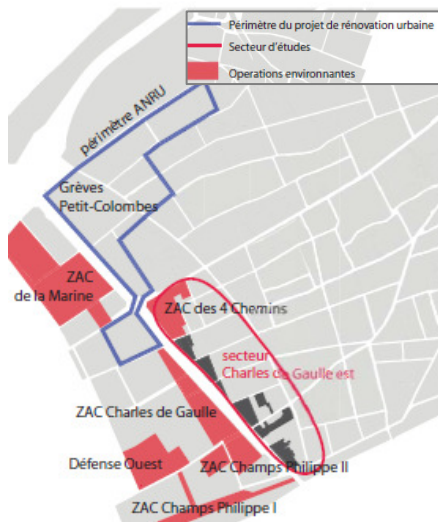 Périmètre du projet de rénovation urbaine
Secteur d'études
Operations environnantes
périmètre ANRU
Grèves
Petit-Colombes
ZAC
de la Marine
ZAC des 4 Chemins
secteur
Charles de Gaulle est
ZAC Charles de Gaulle
Défense Ouest
ZAC Champs Philippe II
ZAC Champs Philippe I